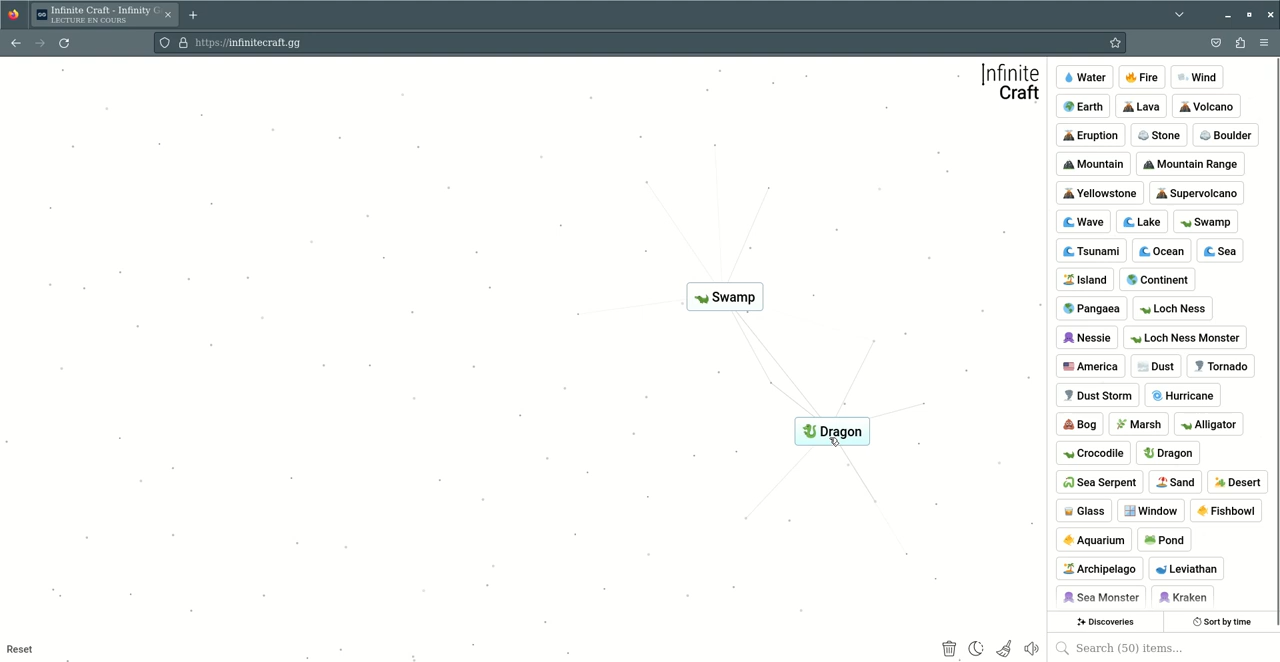 Infinite Craft - Infinity C
LECTURE EN COURS
https://infinitecraft.gg
Infinite
Craft
Water Fire Wind
Earth Lava Volcano
Eruption Stone Boulder
Mountain Mountain Range
Yellowstone Supervolcano
Wave Lake Swamp
Tsunami Ocean Sea
Island Continent
Pangaea Loch Ness
Nessie Loch Ness Monster
America Dust Tornado
Dust Storm Hurricane
Bog Marsh Alligator
Crocodile Dragon
Sea Serpent Sand Desert
Glass Window Fishbowl
Aquarium Pond
Archipelago Leviathan
Sea Monster Kraken
Swamp
Dragon
Discoveries Sort by time
Reset
Search (50) items...